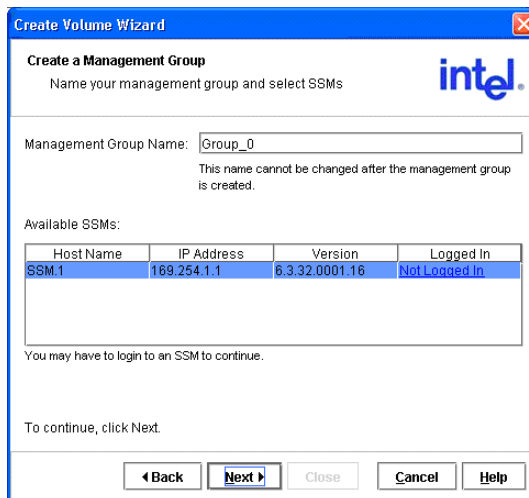 Create Volume Wizard
Create a Management Group
Name your management group and select SSMs
intel.
Management Group Name: Group_0
This name cannot be changed after the management group
is created.
Available SSMs:
Host Name IP Address Version Logged In
SSM.1 169.254.1.1 6.3.32.0001.16 Not Logged In
You may have to login to an SSM to continue.
To continue, click Next.
Back Next Close Cancel Help